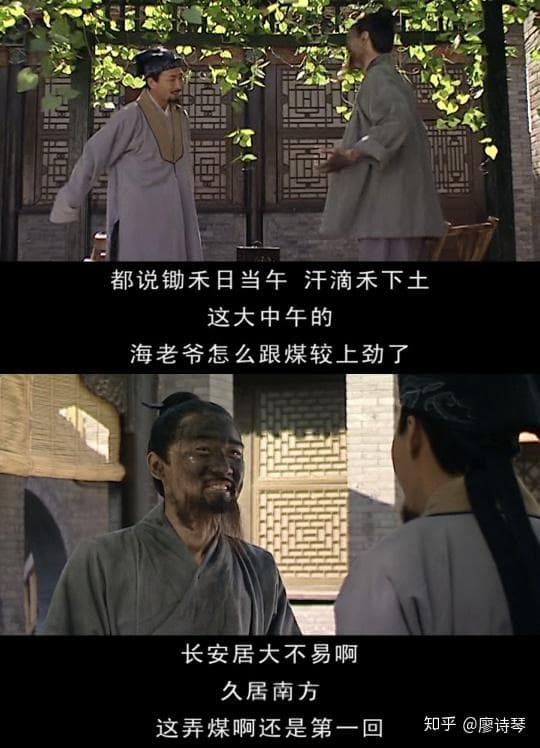 都说锄禾日当午 汗滴禾下土
这大中午的
海老爷怎么跟煤较上劲了
长安居大不易啊
久居南方
这弄煤啊还是第一回
知乎 @廖诗琴